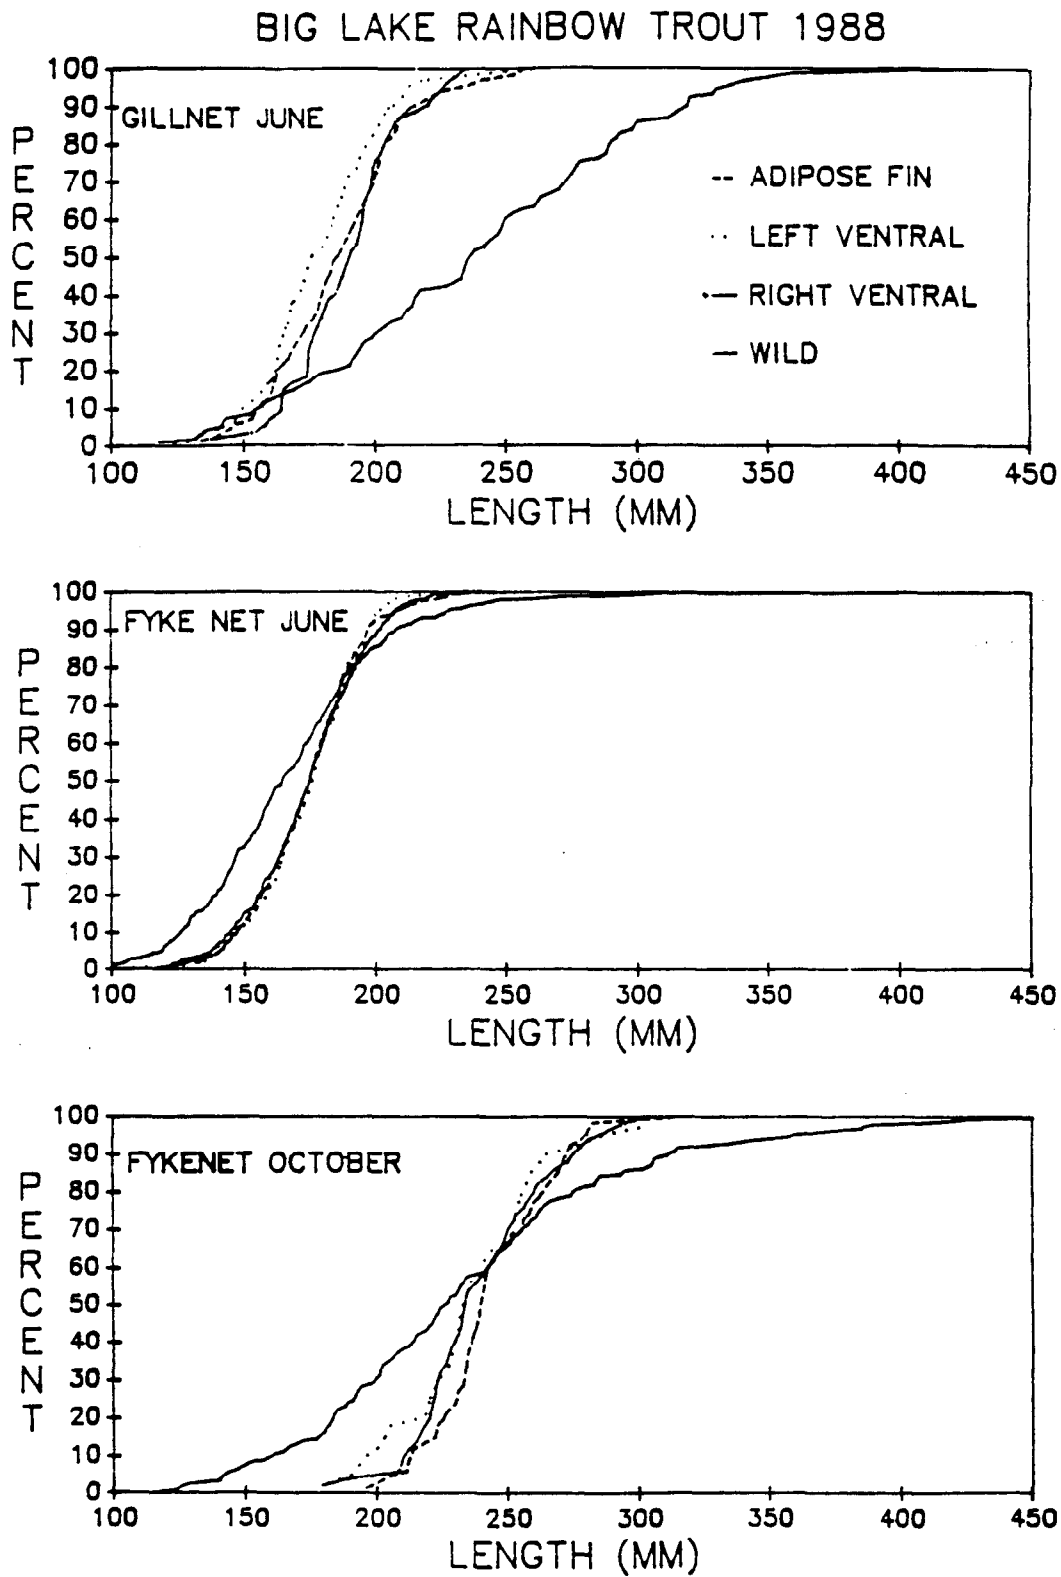 BIG LAKE RAINBOW TROUT 1988
GILLNET JUNE
PERCENT
100
90
80
70
60
50
40
30
20
10
0
-- ADIPOSE FIN
·· LEFT VENTRAL
·— RIGHT VENTRAL
— WILD
100 150 200 250 300 350 400 450
LENGTH (MM)
FYKE NET JUNE
PERCENT
100
90
80
70
60
50
40
30
20
10
0
100 150 200 250 300 350 400 450
LENGTH (MM)
FYKENET OCTOBER
PERCENT
100
90
80
70
60
50
40
30
20
10
0
100 150 200 250 300 350 400 450
LENGTH (MM)